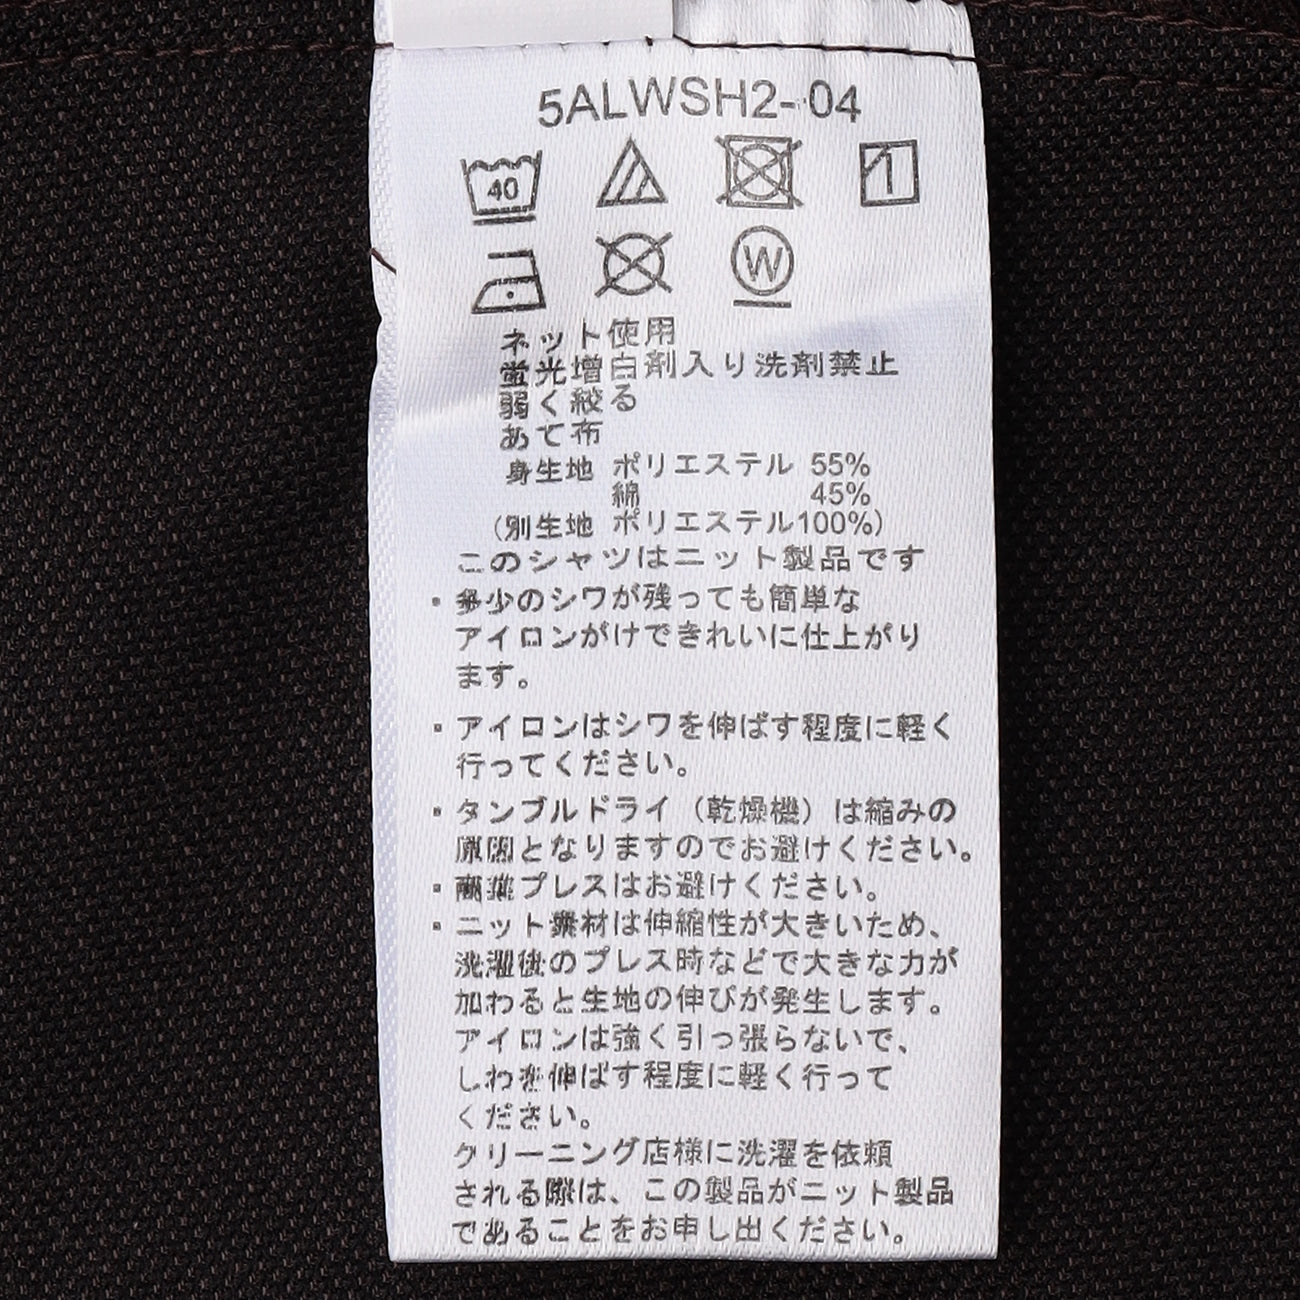 5ALWSH2-04
40
W
ネット使用
蛍光増白剤入り洗剤禁止
弱く絞る
あて布
身生地 ポリエステル 55%
綿 45%
(別生地 ポリエステル100%)
このシャツはニット製品です
・多少のシワが残っても簡単な
アイロンがけできれいに仕上がり
ます。
・アイロンはシワを伸ばす程度に軽く
行ってください。
・タンブルドライ（乾燥機）は縮みの
原因となりますのでお避けください。
・商業プレスはお避けください。
・ニット素材は伸縮性が大きいため、
洗濯後のプレス時などで大きな力が
加わると生地の伸びが発生します。
アイロンは強く引っ張らないで、
しわを伸ばす程度に軽く行って
ください。
クリーニング店様に洗濯を依頼
される際は、この製品がニット製品
であることをお申し出ください。